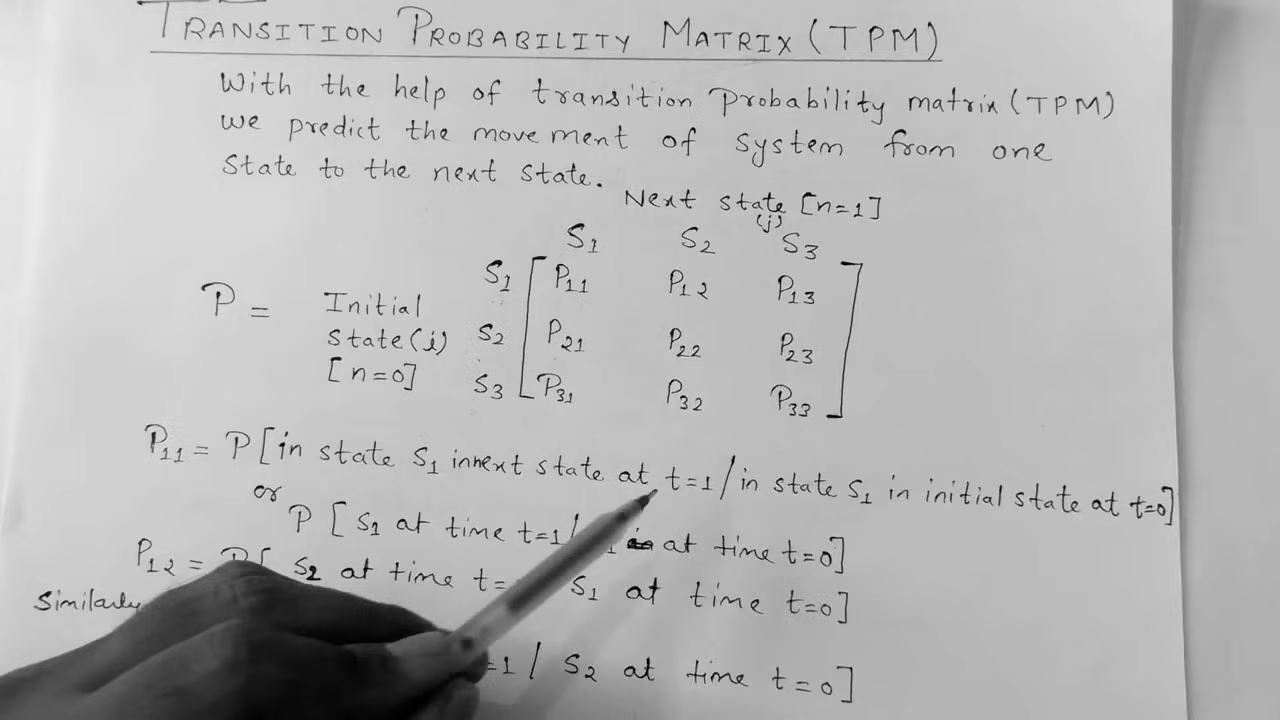 TRANSITION PROBABILITY MATRIX (TPM)
With the help of transition Probability matrix (TPM)
we predict the movement of system from one
State to the next state.
Next state [n=1]
(j)
S1 S2 S3
P = Initial state (i) [n=0]
S1 P11 P12 P13
S2 P21 P22 P23
S3 P31 P32 P33
P11 = P [in state S1 in next state at t=1 / in state S1 in initial state at t=0]
or
P [S1 at time t=1 / 1 at time t=0]
P12 = P [ S2 at time t= S1 at time t=0]
Similarly
=1 / S2 at time t=0]